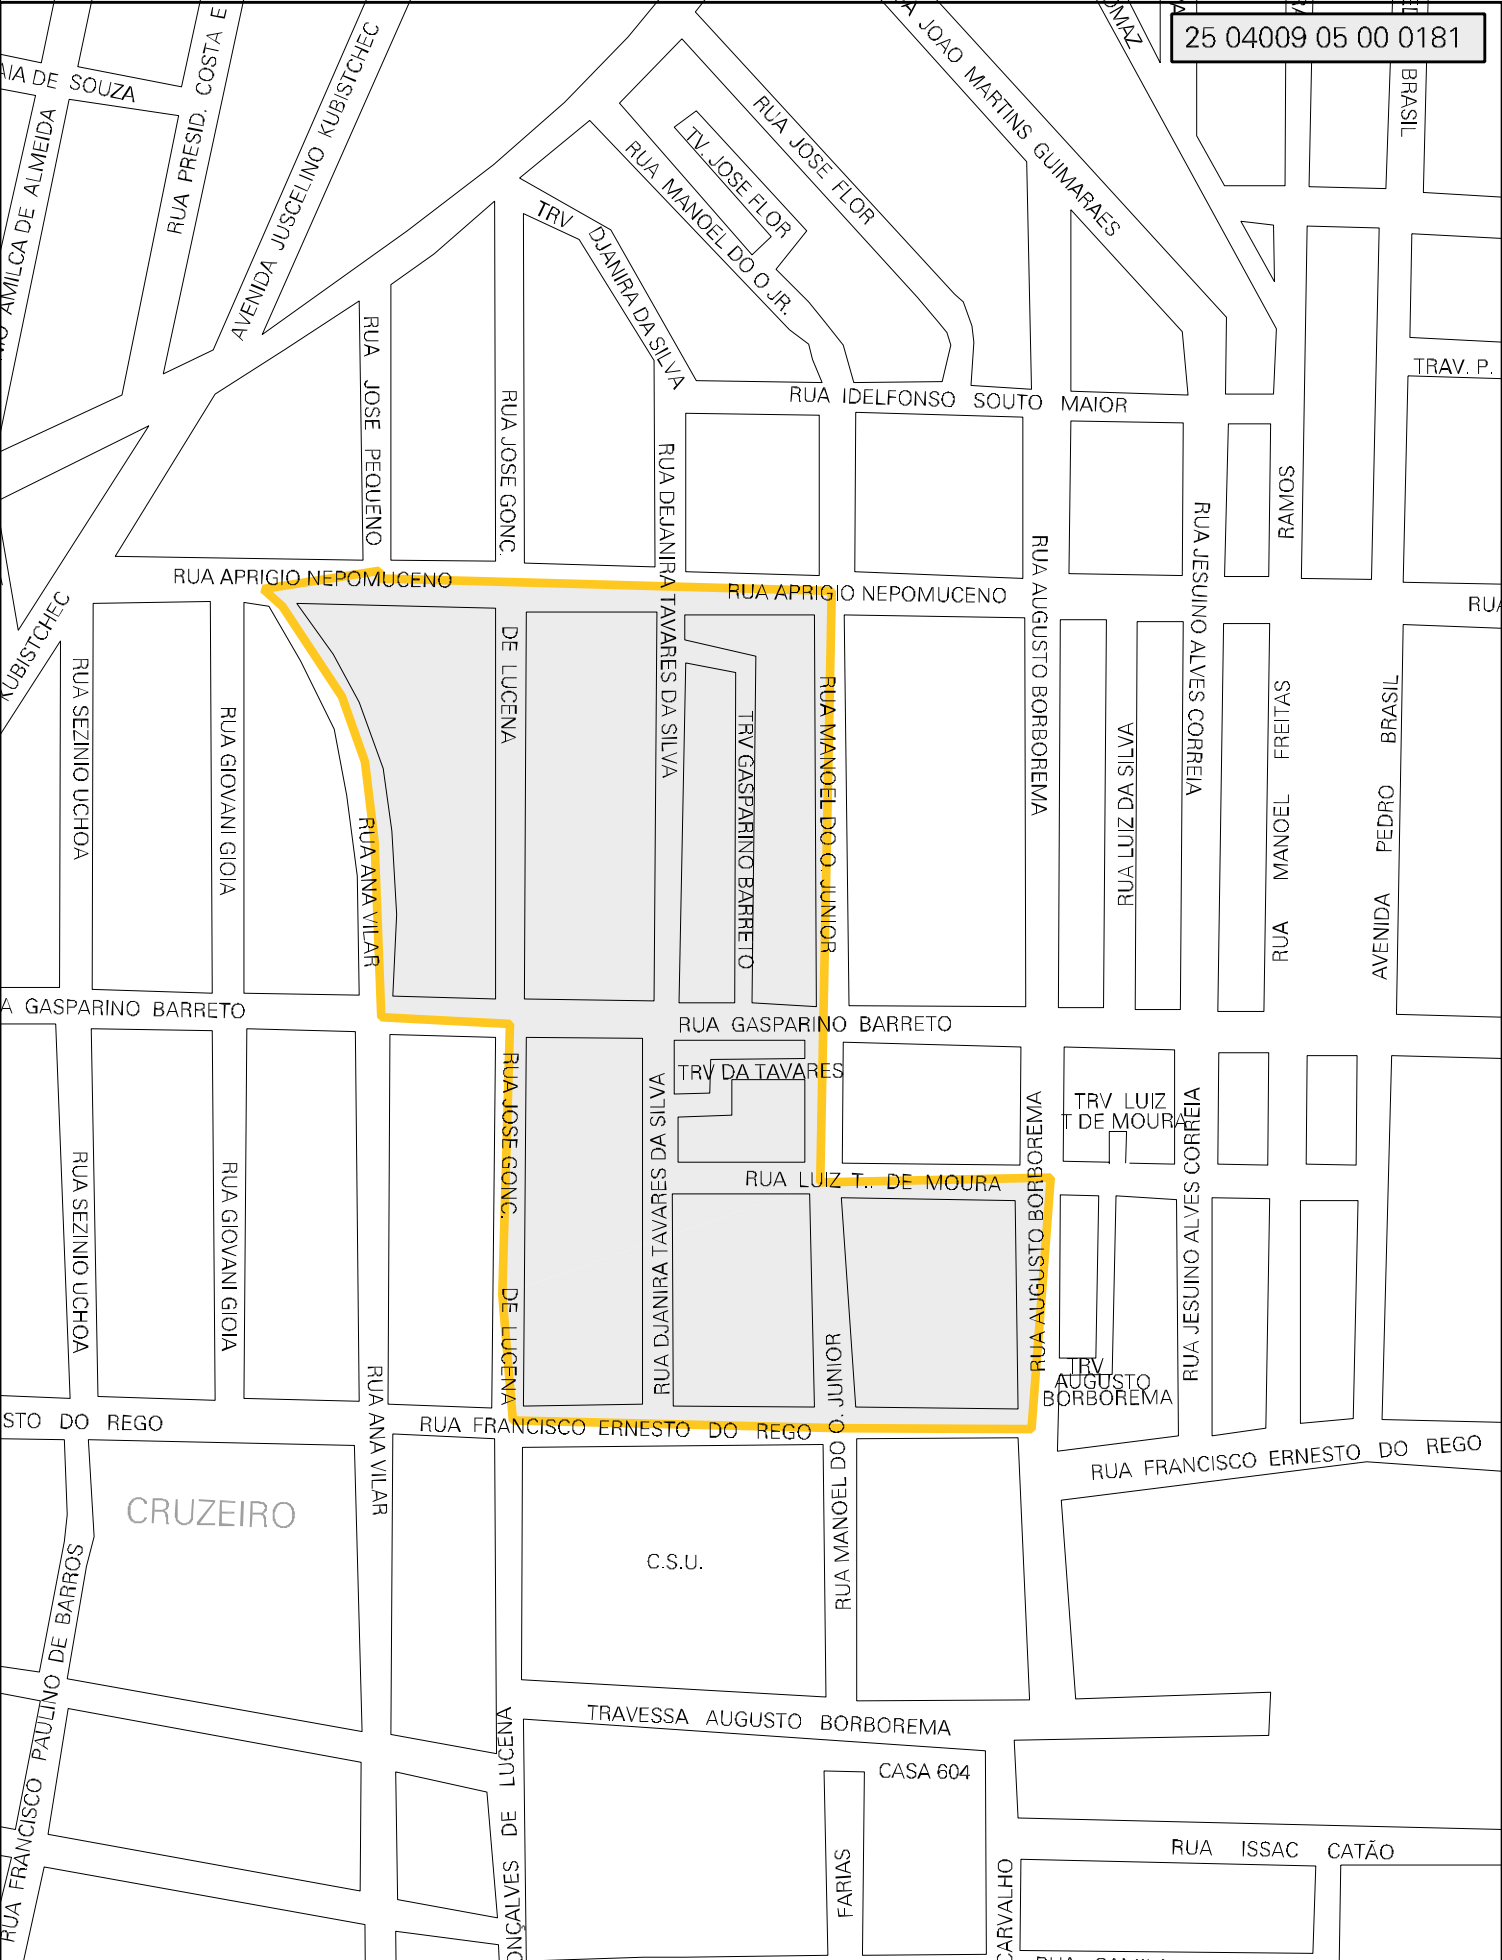 25 04009 05 00 0181
DE SOUZA
RUA PRESID. COSTA E
AMILCA DE ALMEIDA
AVENIDA JUSCELINO KUBISTCHEC
RUA JOSE FLOR
TV. JOSE FLOR
RUA MANOEL DO O JR.
JOAO MARTINS GUIMARAES
BRASIL
TRV DJANIRA DA SILVA
TRAV. P.
RUA IDELFONSO SOUTO MAIOR
RUA JOSE PEQUENO
RUA JOSE GONC.
DE LUCENA
RUA DEJANIRA TAVARES DA SILVA
RAMOS
RUA APRIGIO NEPOMUCENO
RUA APRIGIO NEPOMUCENO
RUA AUGUSTO BORBOREMA
RUA JESUINO ALVES CORREIA
KUBISTCHEC
RUA SEZINIO UCHOA
RUA GIOVANI GIOIA
RUA ANA VILAR
TRV GASPARINO BARRETO
RUA MANOEL DO O. JUNIOR
RUA LUIZ DA SILVA
RUA MANOEL FREITAS
AVENIDA PEDRO BRASIL
A GASPARINO BARRETO
RUA GASPARINO BARRETO
TRV DA TAVARES
RUA JOSE GONC.
DE LUCENA
RUA DJANIRA TAVARES DA SILVA
RUA AUGUSTO BORBOREMA
TRV LUIZ
T DE MOURA
RUA JESUINO ALVES CORREIA
RUA SEZINIO UCHOA
RUA GIOVANI GIOIA
RUA LUIZ T.. DE MOURA
TRV
AUGUSTO
BORBOREMA
STO DO REGO
RUA FRANCISCO ERNESTO DO REGO
RUA FRANCISCO ERNESTO DO REGO
RUA ANA VILAR
RUA MANOEL DO O. JUNIOR
CRUZEIRO
C.S.U.
RUA FRANCISCO PAULINO DE BARROS
TRAVESSA AUGUSTO BORBOREMA
DE LUCENA
CASA 604
RUA ISSAC CATÃO
FARIAS
CARVALHO